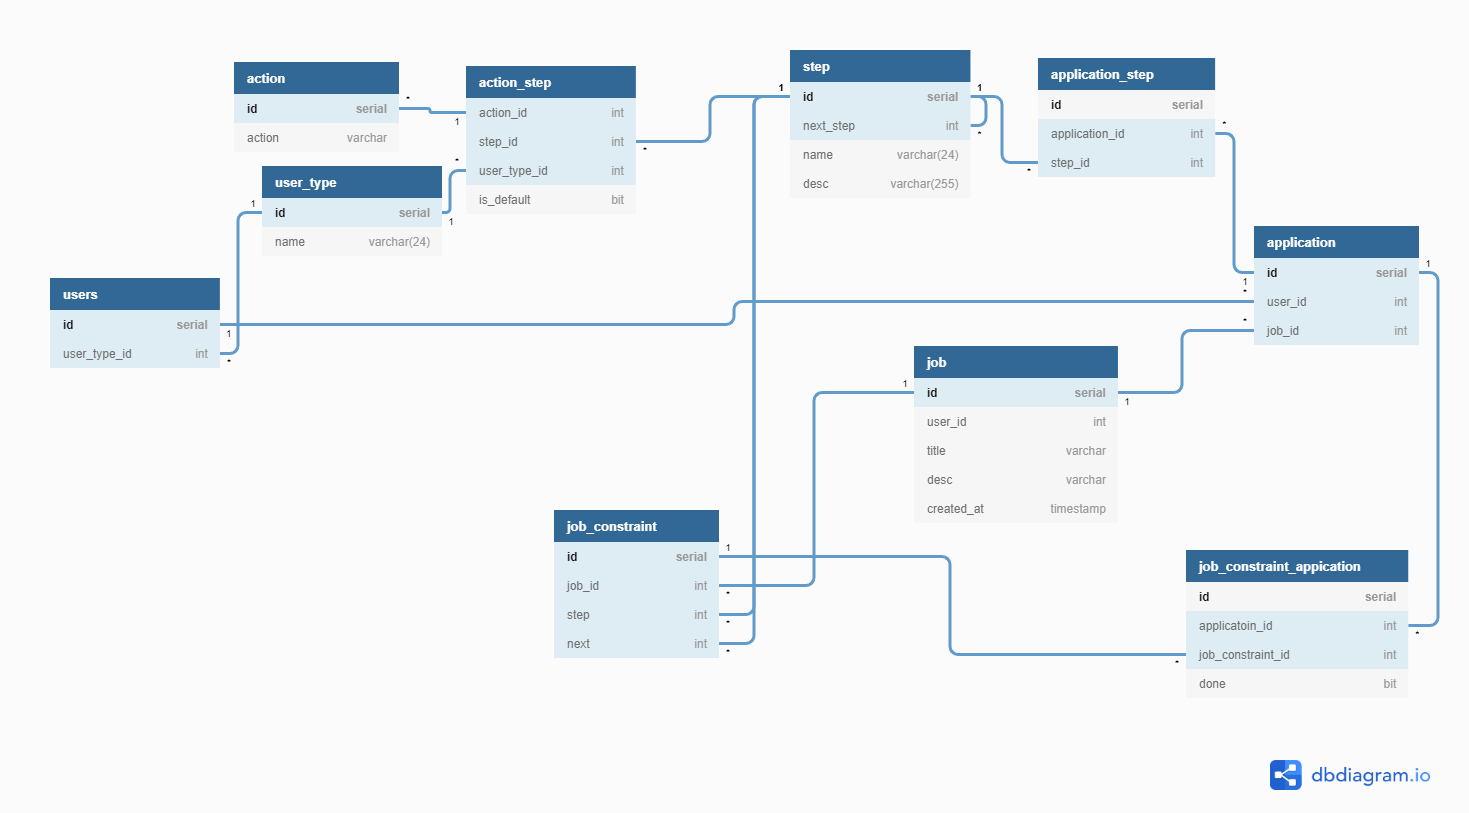 action
id serial
action varchar
action_step
action_id int
step_id int
user_type_id int
is_default bit
step
id serial
next_step int
name varchar(24)
desc varchar(255)
application_step
id serial
application_id int
step_id int
user_type
id serial
name varchar(24)
users
id serial
user_type_id int
application
id serial
user_id int
job_id int
job
id serial
user_id int
title varchar
desc varchar
created_at timestamp
job_constraint
id serial
job_id int
step int
next int
job_constraint_appication
id serial
applicatoin_id int
job_constraint_id int
done bit
* 1
* 1
1 *
1 *
* 1
1 *
1 *
* 1
1 *
1 *
1 *
* *
1 *
dbdiagram.io